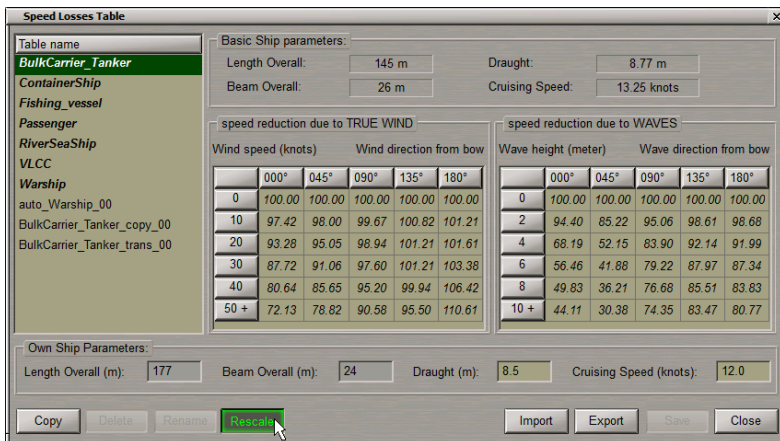 Speed Losses Table x
Table name
BulkCarrier_Tanker
ContainerShip
Fishing_vessel
Passenger
RiverSeaShip
VLCC
Warship
auto_Warship_00
BulkCarrier_Tanker_copy_00
BulkCarrier_Tanker_trans_00
Basic Ship parameters:
Length Overall: 145 m Draught: 8.77 m
Beam Overall: 26 m Cruising Speed: 13.25 knots
speed reduction due to TRUE WIND
Wind speed (knots) Wind direction from bow
000° 045° 090° 135° 180°
0 100.00 100.00 100.00 100.00 100.00
10 97.42 98.00 99.67 100.82 101.21
20 93.28 95.05 98.94 101.21 101.61
30 87.72 91.06 97.60 101.21 103.38
40 80.64 85.65 95.20 99.94 106.42
50 + 72.13 78.82 90.58 95.50 110.61
speed reduction due to WAVES
Wave height (meter) Wave direction from bow
000° 045° 090° 135° 180°
0 100.00 100.00 100.00 100.00 100.00
2 94.40 85.22 95.06 98.61 98.68
4 68.19 52.15 83.90 92.14 91.99
6 56.46 41.88 79.22 87.97 87.34
8 49.83 36.21 76.68 85.51 83.83
10 + 44.11 30.38 74.35 83.47 80.77
Own Ship Parameters:
Length Overall (m): 177 Beam Overall (m): 24 Draught (m): 8.5 Cruising Speed (knots): 12.0
Copy Delete Rename Rescale Import Export Save Close